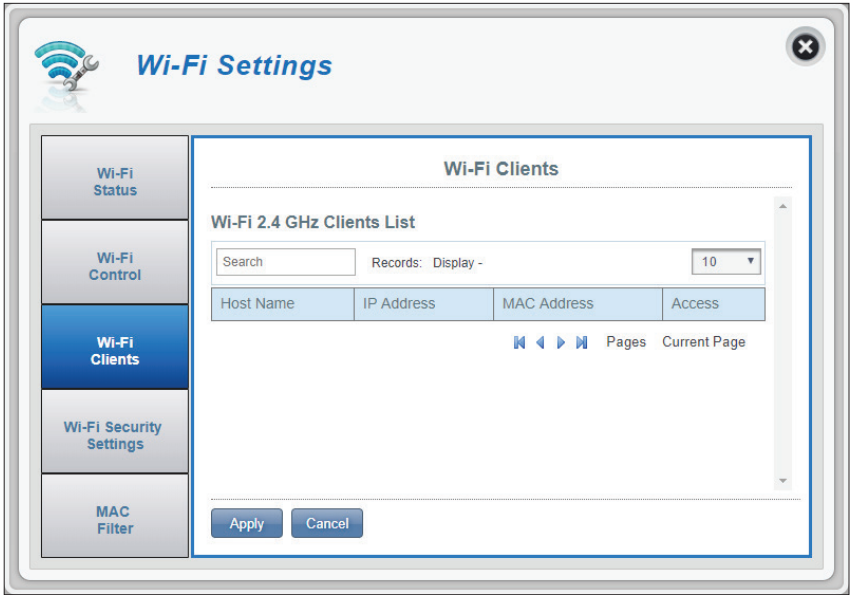 Wi-Fi Settings
Wi-Fi
Status
Wi-Fi
Control
Wi-Fi
Clients
Wi-Fi Security
Settings
MAC
Filter
Wi-Fi Clients
Wi-Fi 2.4 GHz Clients List
Search Records: Display - 10
Host Name IP Address MAC Address Access
Pages Current Page
Apply Cancel